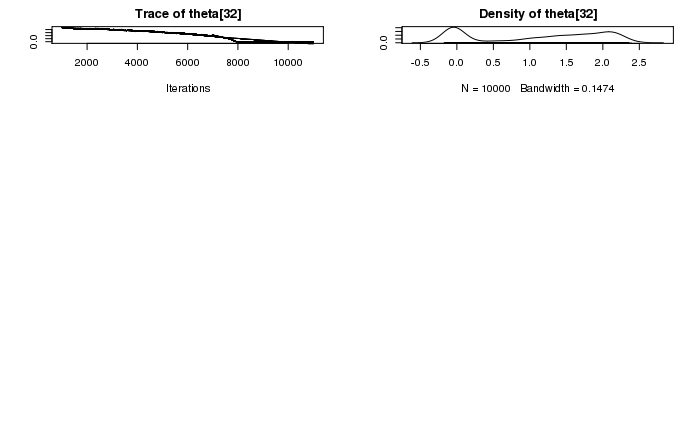 Trace of theta[32]
0.0
2000 4000 6000 8000 10000
Iterations
Density of theta[32]
0.0
-0.5 0.0 0.5 1.0 1.5 2.0 2.5
N = 10000 Bandwidth = 0.1474